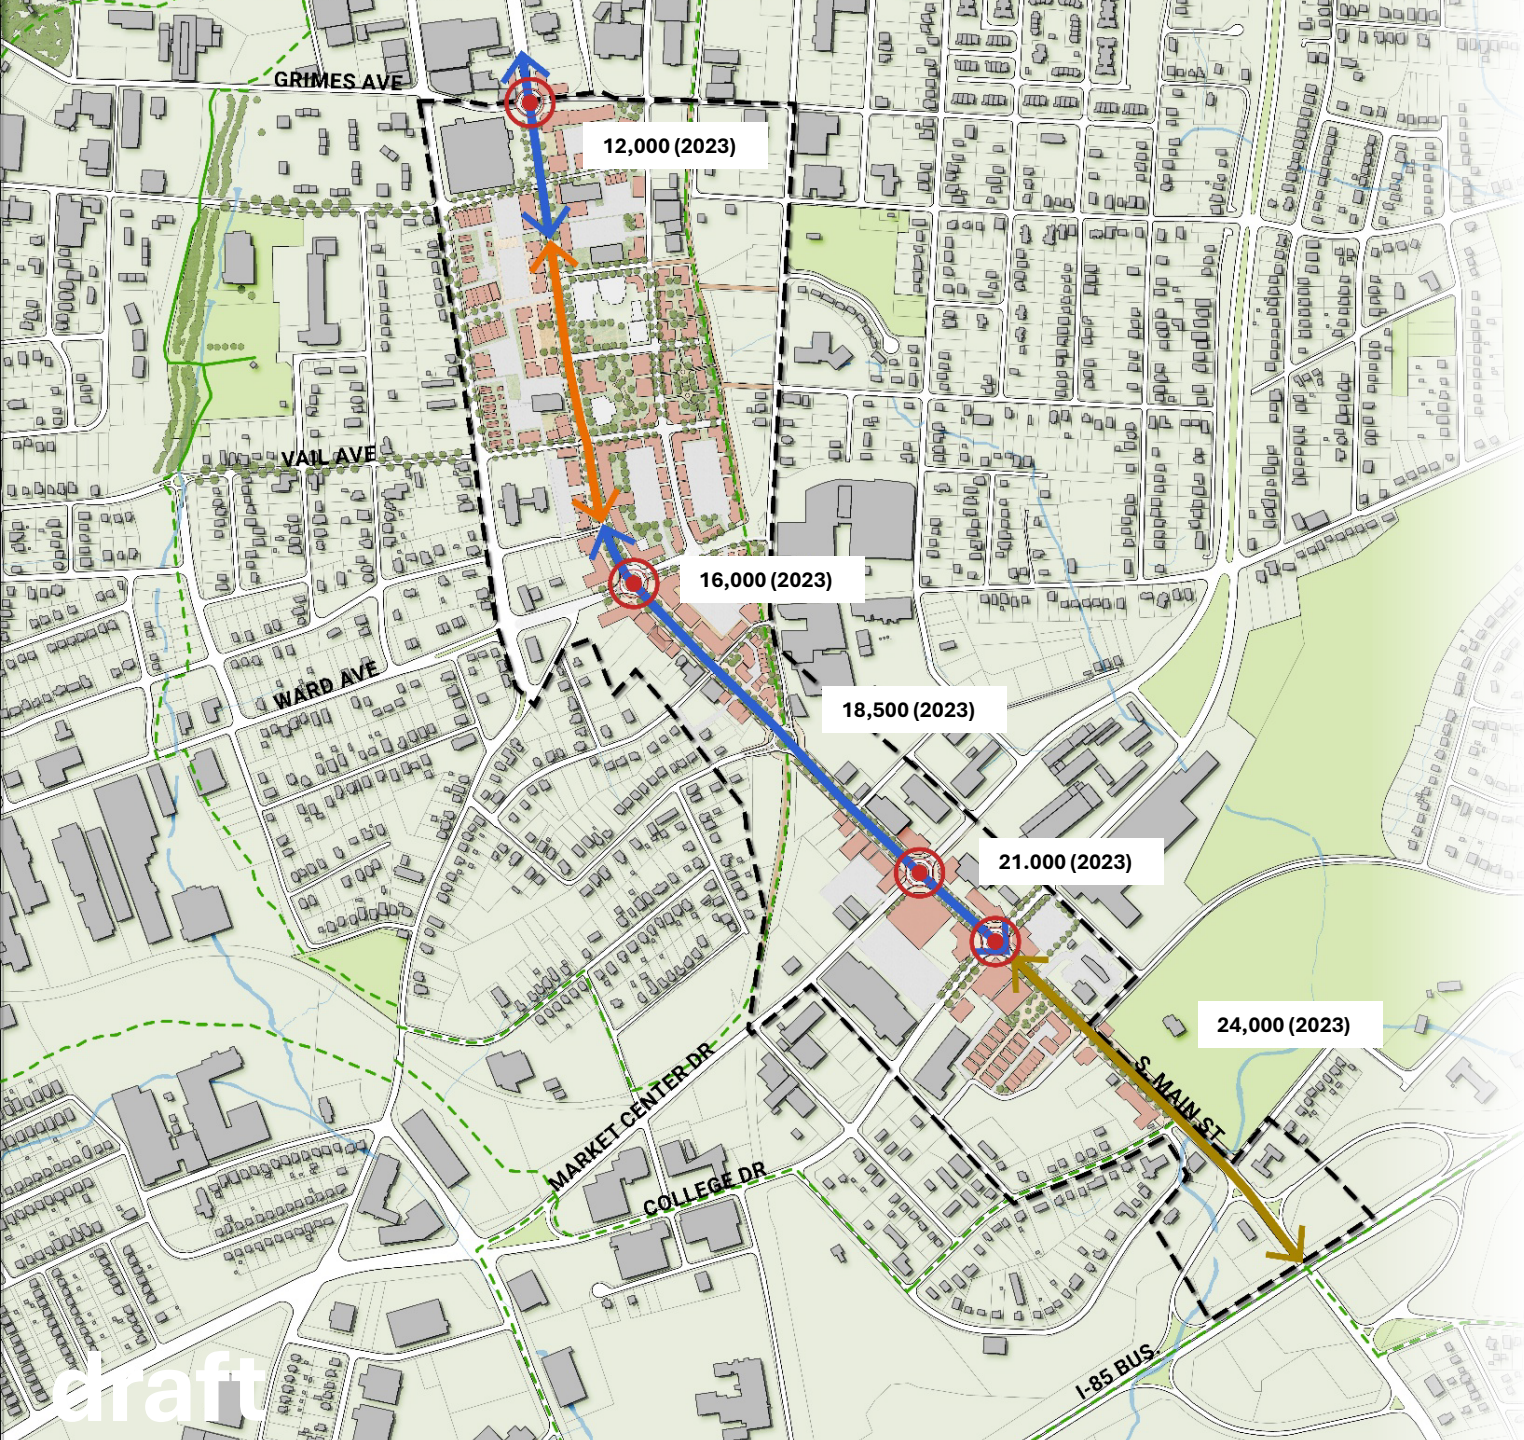 GRIMES AVE
12,000 (2023)
VAIL AVE
16,000 (2023)
WARD AVE
18,500 (2023)
21.000 (2023)
24,000 (2023)
S. MAIN ST
MARKET CENTER DR
COLLEGE DR
I-85 BUS.
draft